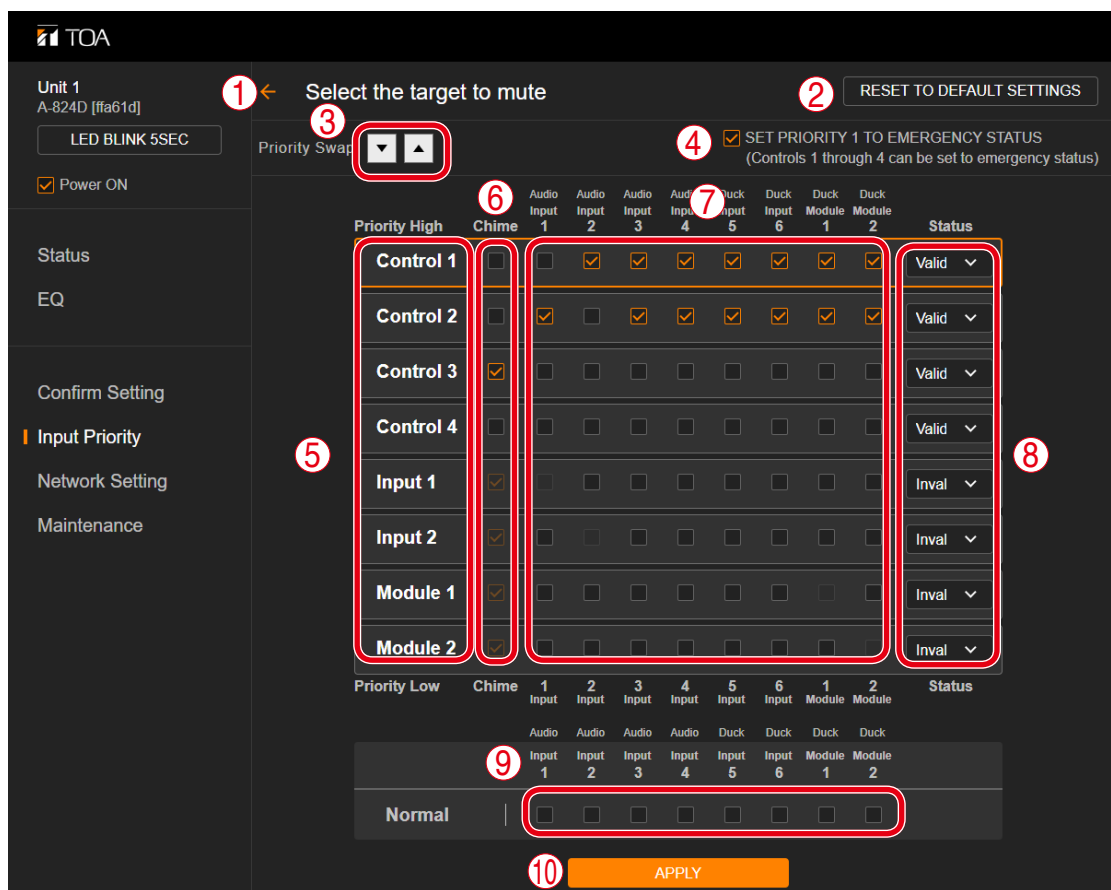 TOA
Unit 1
A-824D [ffa61d]
LED BLINK 5SEC
Power ON
Status
EQ
Confirm Setting
Input Priority
Network Setting
Maintenance
1 ← Select the target to mute
2 RESET TO DEFAULT SETTINGS
3
Priority Swap
4 SET PRIORITY 1 TO EMERGENCY STATUS
(Controls 1 through 4 can be set to emergency status)
6 7
Audio Audio Audio Audio Duck Duck Duck Duck
Input Input Input Input Input Input Module Module
Priority High Chime 1 2 3 4 5 6 1 2 Status
Control 1 Valid
Control 2 Valid
Control 3 Valid
Control 4 Valid
5 8
Input 1 Inval
Input 2 Inval
Module 1 Inval
Module 2 Inval
Priority Low Chime 1 2 3 4 5 6 1 2 Status
Input Input Input Input Input Input Module Module
Audio Audio Audio Audio Duck Duck Duck Duck
9 Input Input Input Input Input Input Module Module
1 2 3 4 5 6 1 2
Normal
10 APPLY